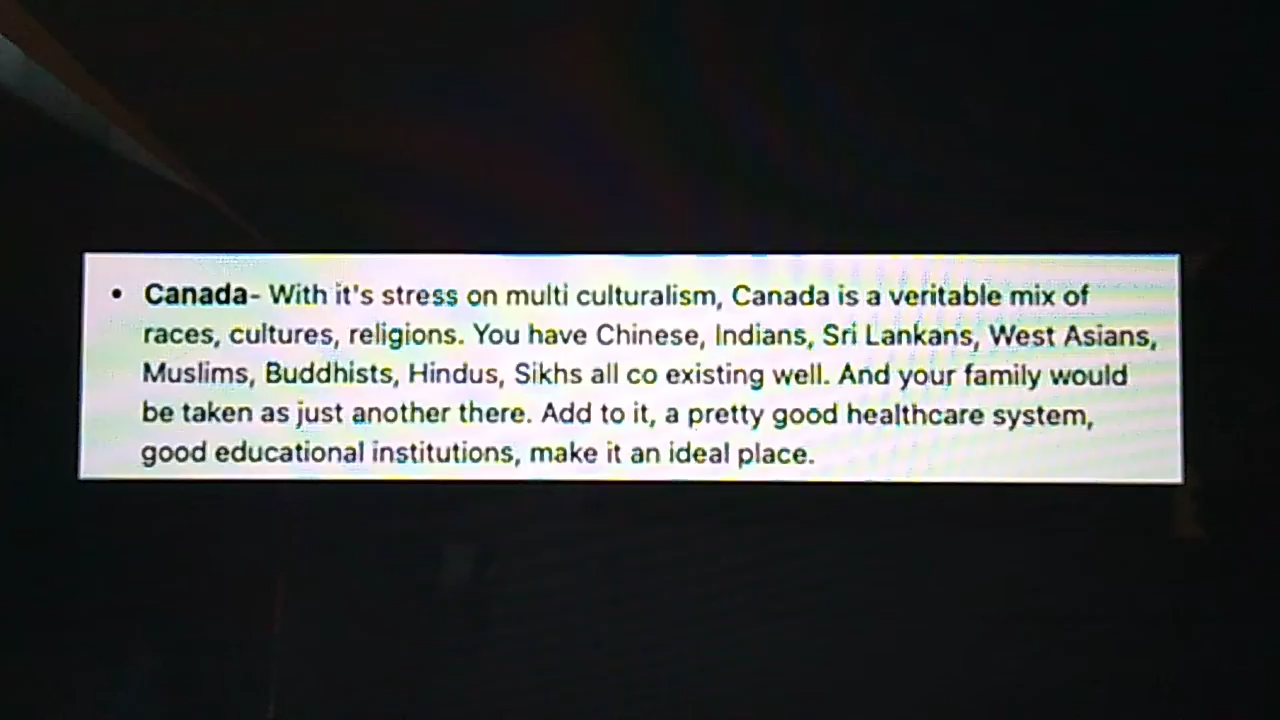 • Canada- With it's stress on multi culturalism, Canada is a veritable mix of
races, cultures, religions. You have Chinese, Indians, Sri Lankans, West Asians,
Muslims, Buddhists, Hindus, Sikhs all co existing well. And your family would
be taken as just another there. Add to it, a pretty good healthcare system,
good educational institutions, make it an ideal place.